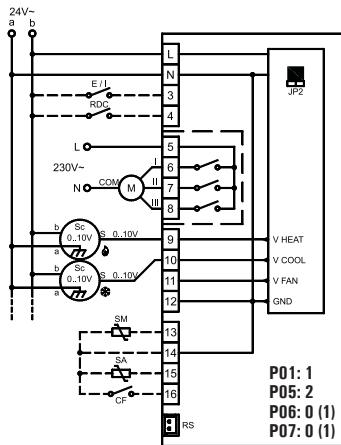 24V~
a b
L
N
E / I
3
RDC
4
JP2
L
5
230V~
I
6
N
COM
M
II
7
III
8
b
Sc
0..10V
a
S 0..10V
9
V HEAT
10
V COOL
b
Sc
0..10V
a
S 0..10V
11
V FAN
12
GND
SM
13
14
SA
15
CF
16
RS
P01: 1
P05: 2
P06: 0 (1)
P07: 0 (1)